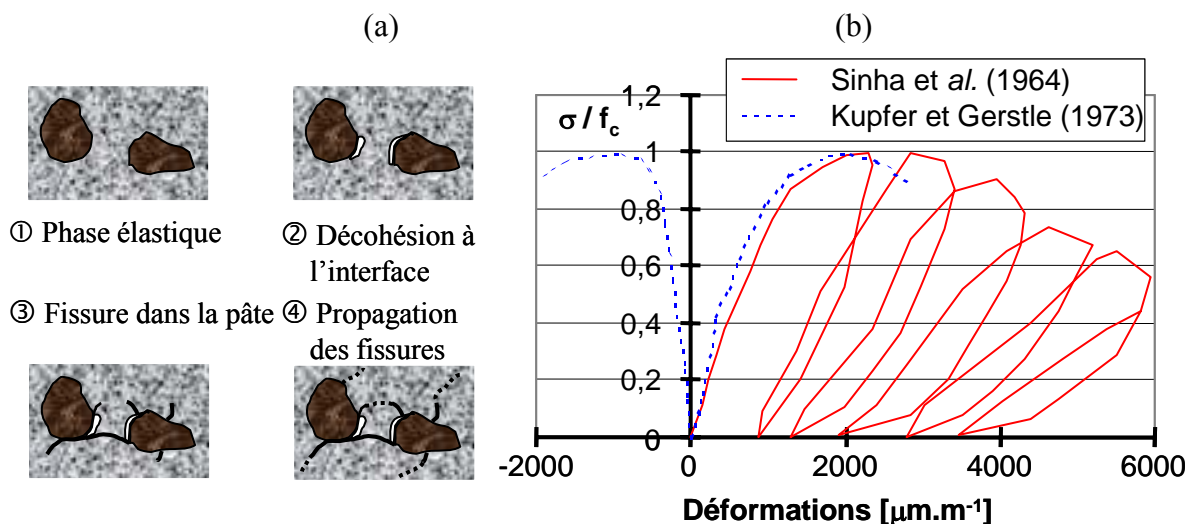 (a)
(b)
① Phase élastique
② Décohésion à
l’interface
③ Fissure dans la pâte
④ Propagation
des fissures
Sinha et al. (1964)
Kupfer et Gerstle (1973)
σ / fc
1,2
1
0,8
0,6
0,4
0,2
0
-2000
0
2000
4000
6000
Déformations [µm.m-1]